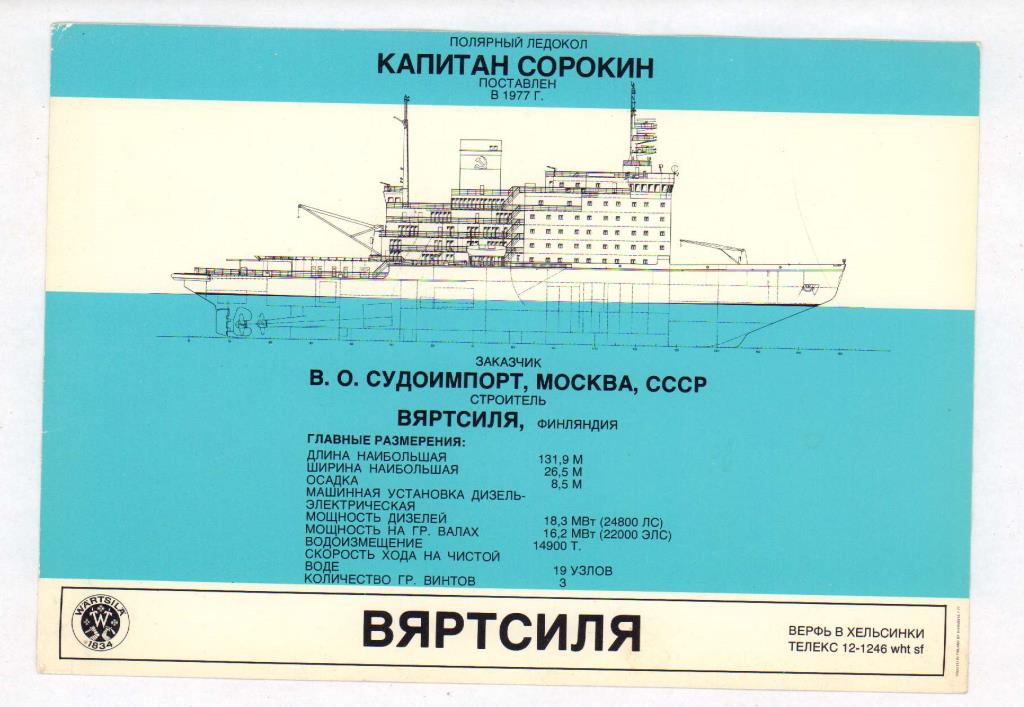 ПОЛЯРНЫЙ ЛЕДОКОЛ
КАПИТАН СОРОКИН
ПОСТАВЛЕН
В 1977 Г.
ЗАКАЗЧИК
В. О. СУДОИМПОРТ, МОСКВА, СССР
СТРОИТЕЛЬ
ВЯРТСИЛЯ, ФИНЛЯНДИЯ
ГЛАВНЫЕ РАЗМЕРЕНИЯ:
ДЛИНА НАИБОЛЬШАЯ 131,9 М
ШИРИНА НАИБОЛЬШАЯ 26,5 М
ОСАДКА 8,5 М
МАШИННАЯ УСТАНОВКА ДИЗЕЛЬ-
ЭЛЕКТРИЧЕСКАЯ
МОЩНОСТЬ ДИЗЕЛЕЙ 18,3 МВт (24800 ЛС)
МОЩНОСТЬ НА ГР. ВАЛАХ 16,2 МВт (22000 ЭЛС)
ВОДОИЗМЕЩЕНИЕ 14900 Т.
СКОРОСТЬ ХОДА НА ЧИСТОЙ
ВОДЕ 19 УЗЛОВ
КОЛИЧЕСТВО ГР. ВИНТОВ 3
WÄRTSILÄ
1834
ВЯРТСИЛЯ
ВЕРФЬ В ХЕЛЬСИНКИ
ТЕЛЕКС 12-1246 wht sf